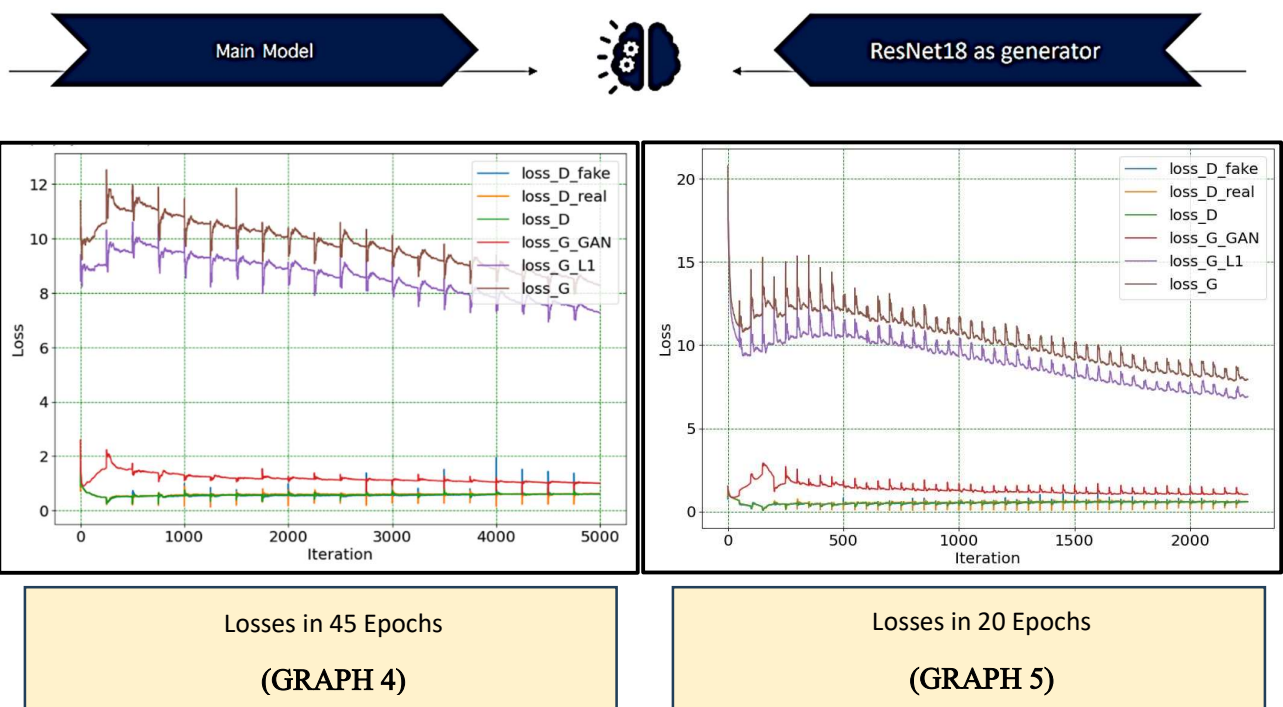 Main Model
ResNet18 as generator
12
10
8
6
4
2
0
Loss
0 1000 2000 3000 4000 5000
Iteration
loss_D_fake
loss_D_real
loss_D
loss_G_GAN
loss_G_L1
loss_G
20
15
10
5
0
Loss
0 500 1000 1500 2000
Iteration
loss_D_fake
loss_D_real
loss_D
loss_G_GAN
loss_G_L1
loss_G
Losses in 45 Epochs
(GRAPH 4)
Losses in 20 Epochs
(GRAPH 5)